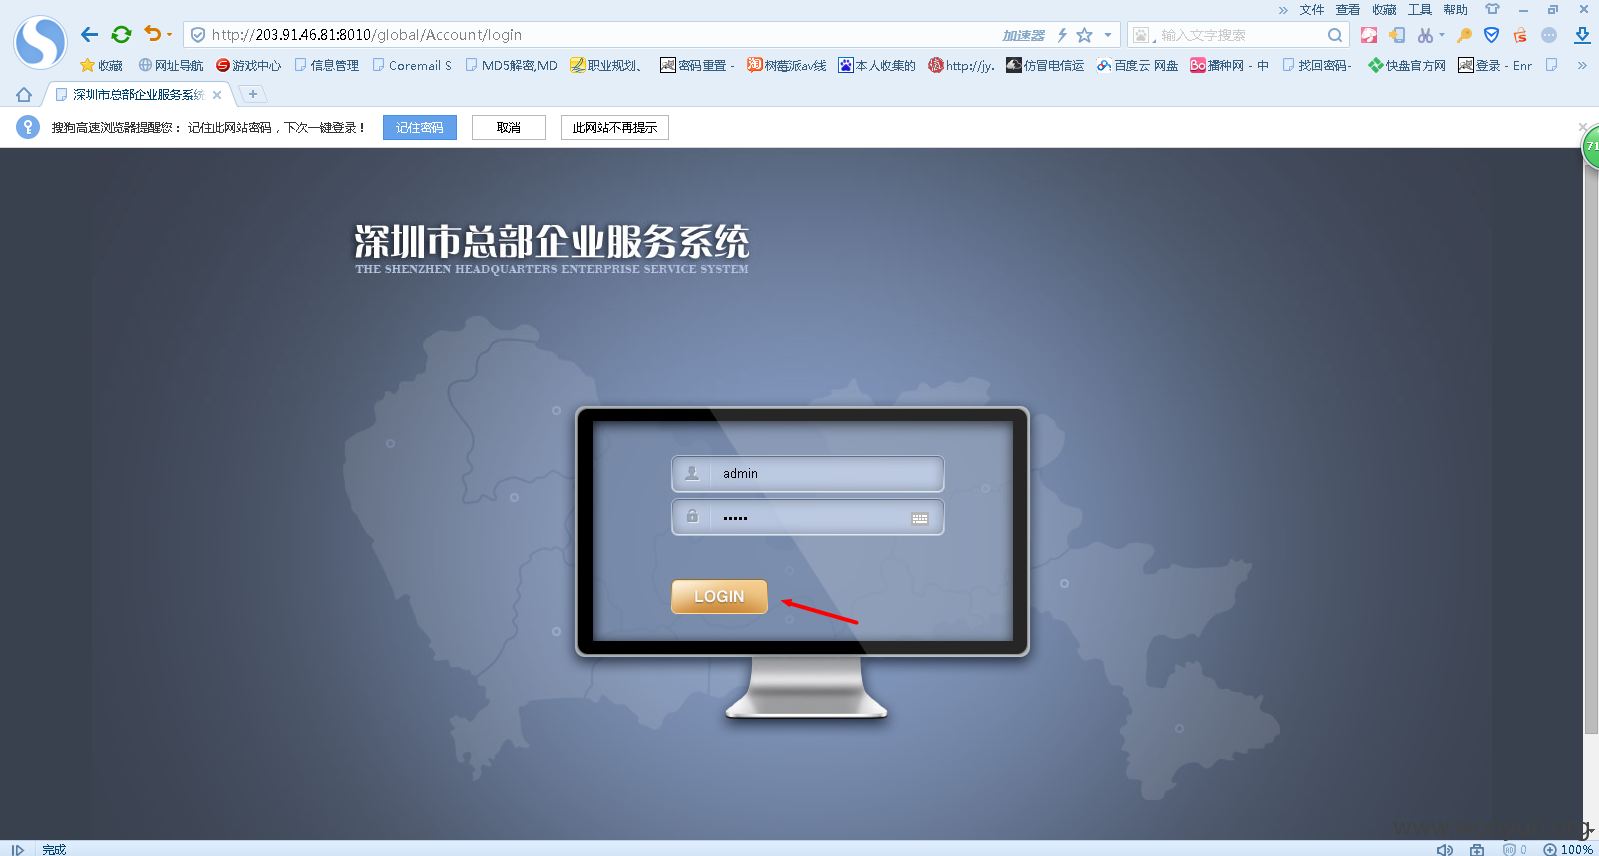 » 文件 查看 收藏 工具 帮助
http://203.91.46.81:8010/global/Account/login 加速器 输入文字搜索
收藏 网址导航 游戏中心 信息管理 Coremail S MD5解密,MD 职业规划、 密码重置 - 树莓派av线 本人收集的 http://jy. 仿冒电信运 百度云 网盘 播种网 - 中 找回密码- 快盘官方网 登录 - Enr »
深圳市总部企业服务系统
搜狗高速浏览器提醒您： 记住此网站密码，下次一键登录！ 记住密码 取消 此网站不再提示
71
深圳市总部企业服务系统
THE SHENZHEN HEADQUARTERS ENTERPRISE SERVICE SYSTEM
admin
•••••
LOGIN
完成 0 100%